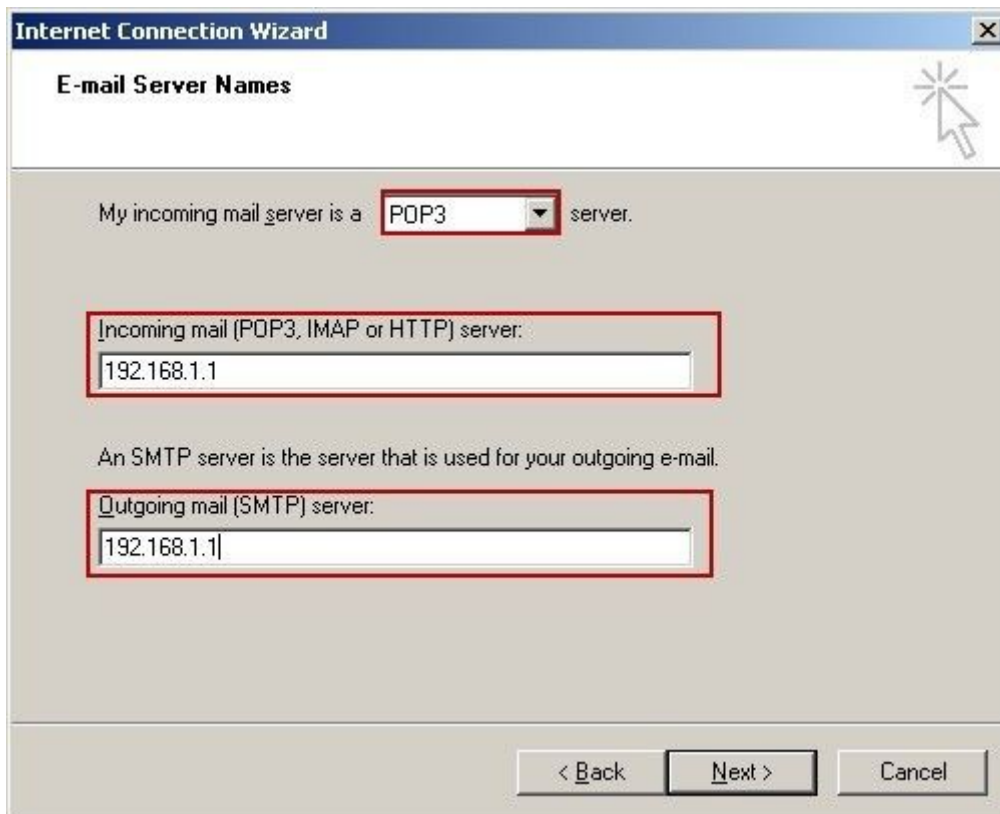 Internet Connection Wizard
E-mail Server Names
My incoming mail server is a POP3 server.
Incoming mail (POP3, IMAP or HTTP) server:
192.168.1.1
An SMTP server is the server that is used for your outgoing e-mail.
Outgoing mail (SMTP) server:
192.168.1.1
< Back Next > Cancel